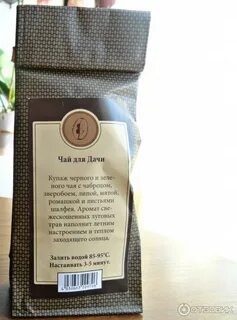 Чай для Дачи
Купаж черного и зеле-
ного чая с чабрецом,
зверобоем, липой, мятой,
ромашкой и листьями
шалфея. Аромат све-
жескошенных луговых
трав наполнит летним
настроением и теплом
заходящего солнца.
Залить водой 85-95°С.
Настаивать 3-5 минут.